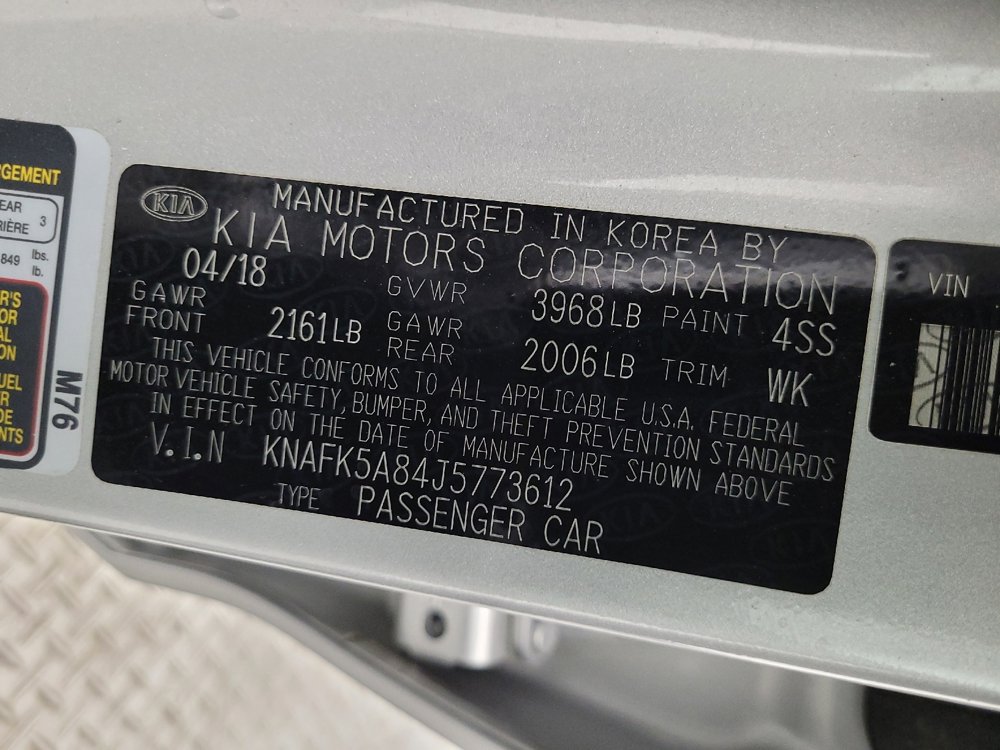 RGEMENT
EAR 3
RIÈRE
849 lbs.
lb.
M76
KIA
MANUFACTURED IN KOREA BY
KIA MOTORS CORPORATION
04/18 GVWR 3968LB PAINT 4SS
GAWR FRONT 2161LB GAWR REAR 2006LB TRIM WK
THIS VEHICLE CONFORMS TO ALL APPLICABLE U.S.A. FEDERAL
MOTOR VEHICLE SAFETY, BUMPER, AND THEFT PREVENTION STANDARDS
IN EFFECT ON THE DATE OF MANUFACTURE SHOWN ABOVE
V.I.N KNAFK5A84J5773612
TYPE PASSENGER CAR
VIN